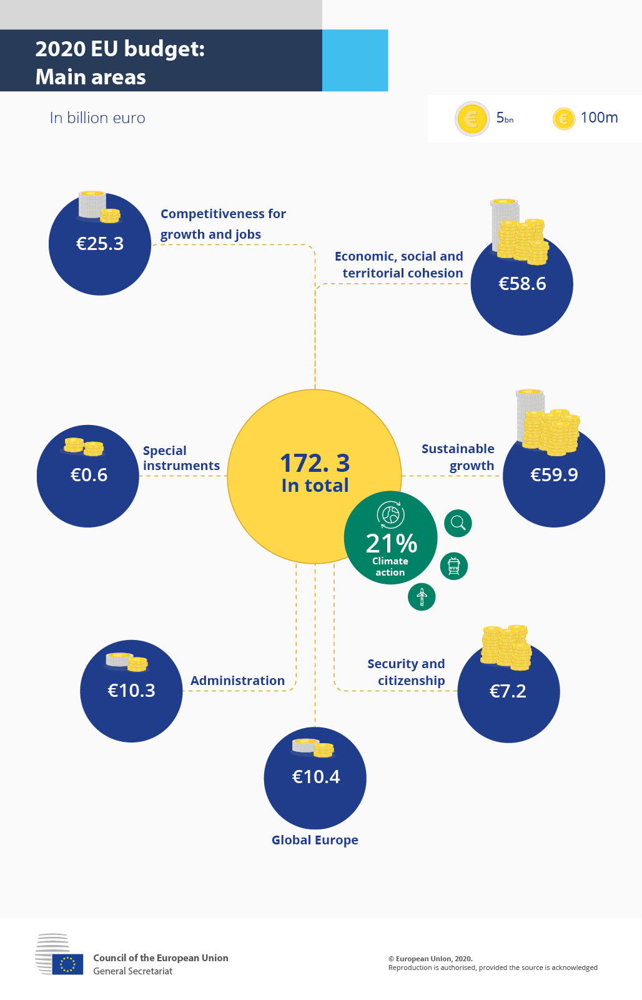 2020 EU budget:
Main areas
In billion euro
5bn
100m
Competitiveness for
growth and jobs
€25.3
Economic, social and
territorial cohesion
€58.6
Special
instruments
€0.6
172. 3
In total
Sustainable
growth
€59.9
21%
Climate
action
Administration
€10.3
Security and
citizenship
€7.2
€10.4
Global Europe
Council of the European Union
General Secretariat
© European Union, 2020.
Reproduction is authorised, provided the source is acknowledged